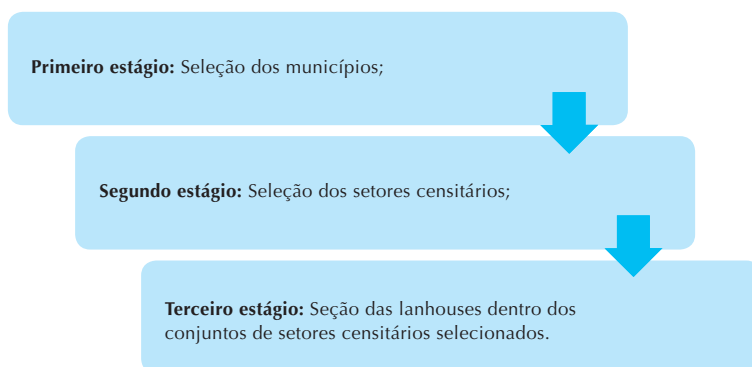 Primeiro estágio: Seleção dos municípios;
Segundo estágio: Seleção dos setores censitários;
Terceiro estágio: Seção das lanhouses dentro dos
conjuntos de setores censitários selecionados.